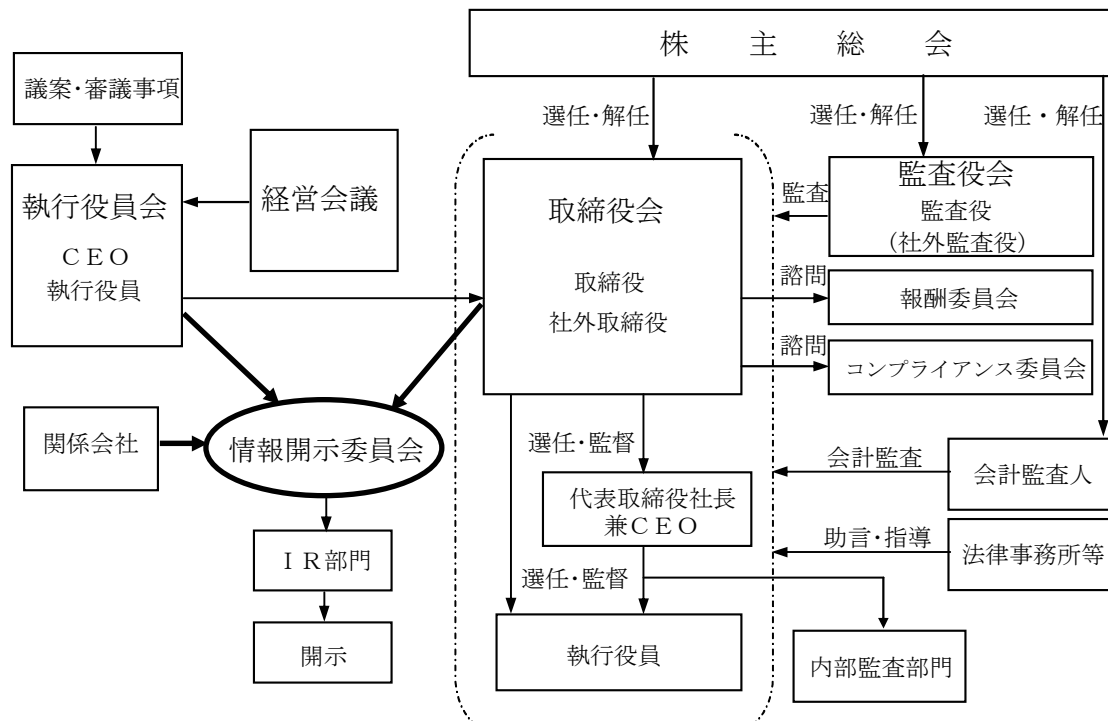 株主総会
議案・審議事項
選任・解任
選任・解任
選任・解任
執行役員会
CEO
執行役員
経営会議
取締役会
取締役
社外取締役
監査
監査役会
監査役
(社外監査役)
諮問
報酬委員会
諮問
コンプライアンス委員会
関係会社
情報開示委員会
選任・監督
会計監査
会計監査人
代表取締役社長
兼CEO
助言・指導
法律事務所等
IR部門
選任・監督
開示
執行役員
内部監査部門